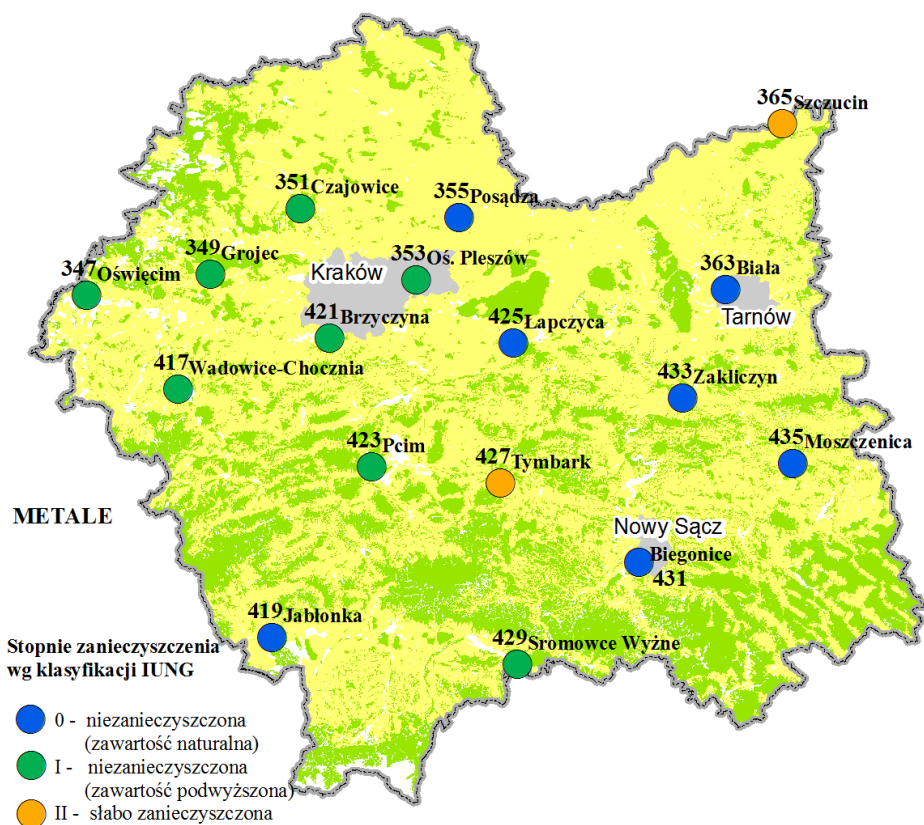 365 Szczucin
351 Czajowice
355 Posądza
349 Grojec
353 Oś. Pleszów
347 Oświęcim
Kraków
363 Biała
Tarnów
421 Brzyczyna
425 Łapczyca
417 Wadowice-Chocznia
433 Zakliczyn
423 Pcim
427 Tymbark
435 Moszczenica
METALE
Nowy Sącz
Biegonice
431
419 Jabłonka
429 Sromowce Wyżne
Stopnie zanieczyszczenia
wg klasyfikacji IUNG
0 - niezanieczyszczona
(zawartość naturalna)
I - niezanieczyszczona
(zawartość podwyższona)
II - słabo zanieczyszczona